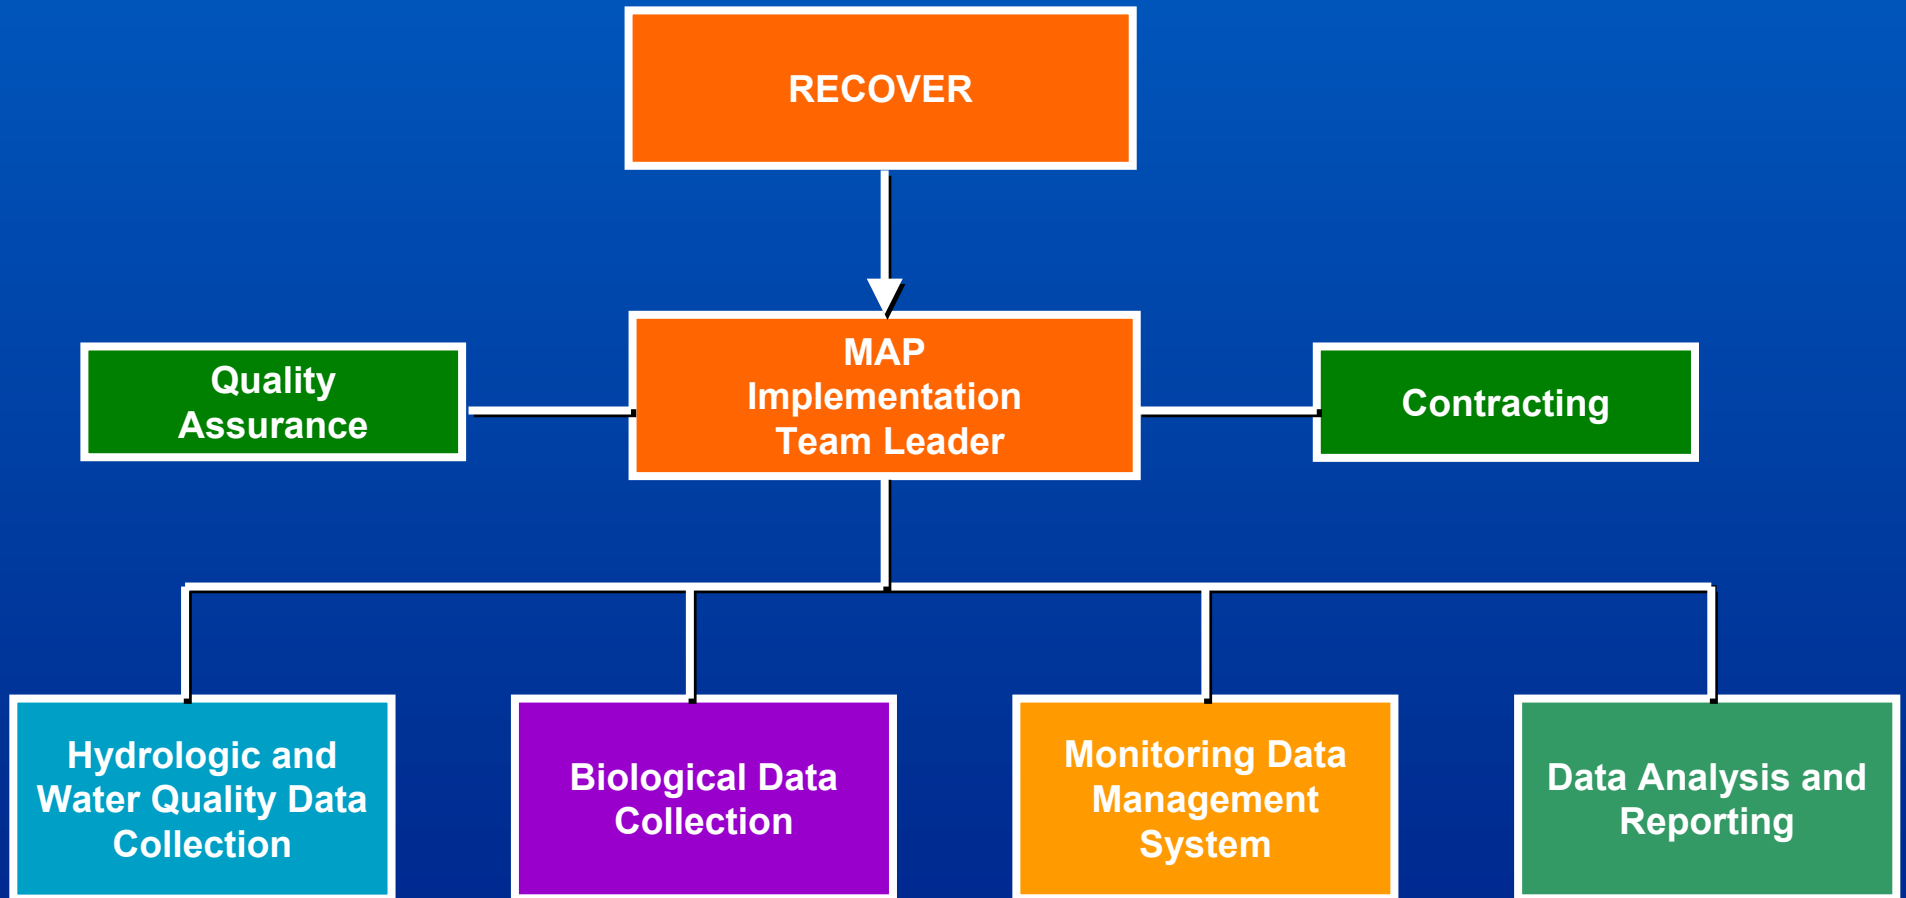 RECOVER
MAP
Implementation
Team Leader
Quality
Assurance
Contracting
Hydrologic and
Water Quality Data
Collection
Biological Data
Collection
Monitoring Data
Management
System
Data Analysis and
Reporting